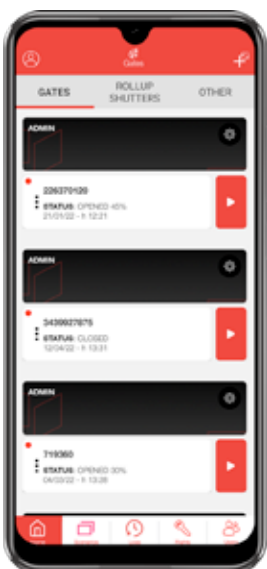 Gates
GATES
ROLLUP
SHUTTERS
OTHER
ADMIN
226370120
STATUS: OPENED 45%
21/01/22 - h 12:21
ADMIN
3439927875
STATUS: CLOSED
12/04/22 - h 13:31
ADMIN
719360
STATUS: OPENED 30%
04/03/22 - h 13:28